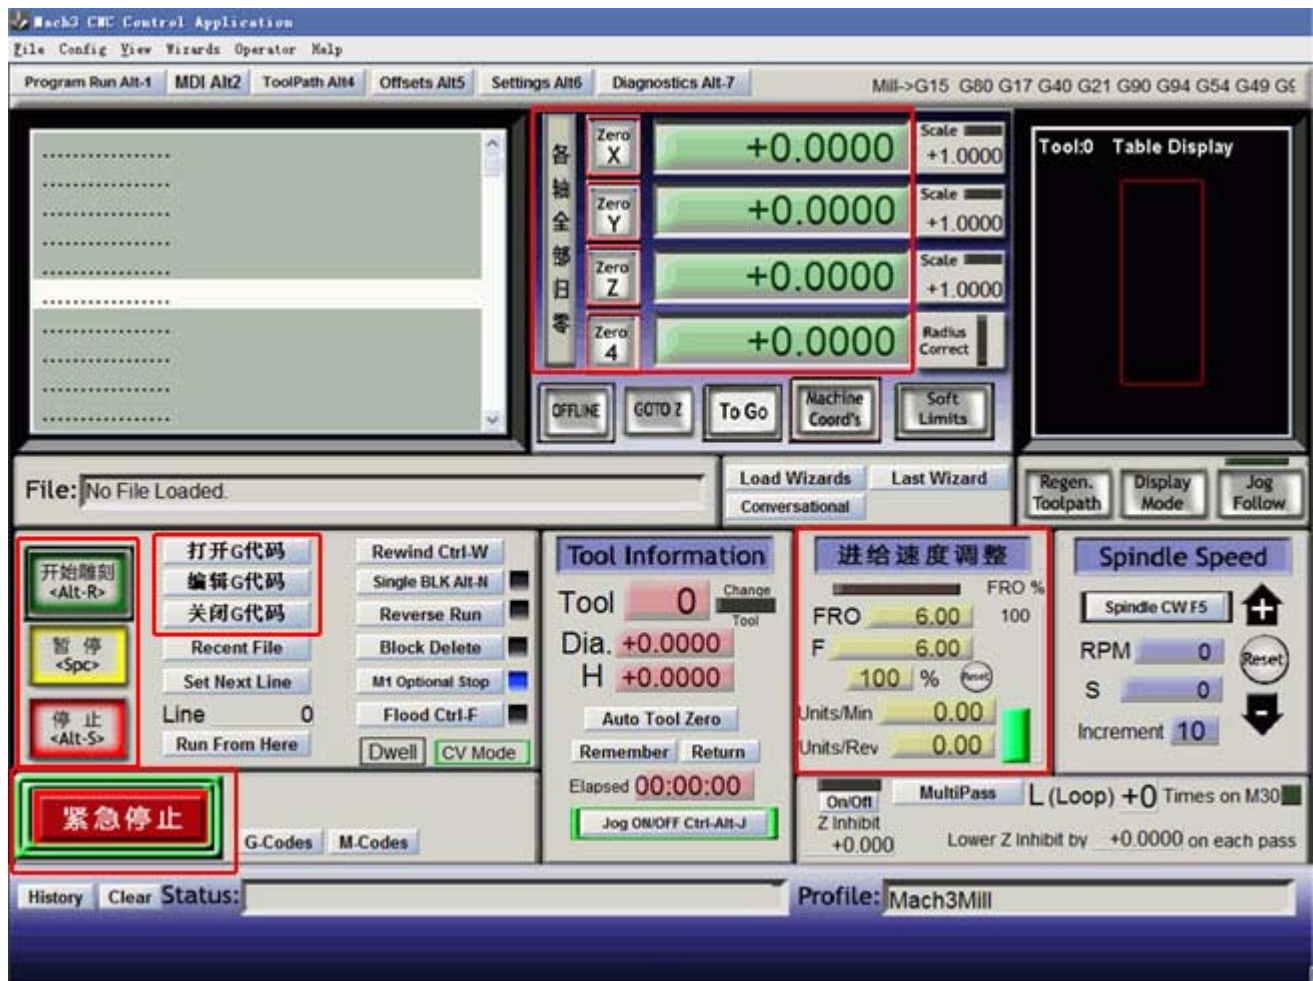 Mach3 CNC Control Application
File Config View Wizards Operator Help
Program Run Alt-1 MDI Alt2 ToolPath Alt4 Offsets Alt5 Settings Alt6 Diagnostics Alt-7 Mill->G15 G80 G17 G40 G21 G90 G94 G54 G49 G9
各轴全部归零
Zero X +0.0000 Scale +1.0000
Zero Y +0.0000 Scale +1.0000
Zero Z +0.0000 Scale +1.0000
Zero 4 +0.0000 Radius Correct
OFFLINE GOTO Z To Go Machine Coord's Soft Limits
Tool:0 Table Display
File: No File Loaded.
Load Wizards Last Wizard
Conversational
Regen. Toolpath Display Mode Jog Follow
开始雕刻
<Alt-R>
暂 停
<Spc>
停 止
<Alt-S>
打开G代码
编辑G代码
关闭G代码
Recent File
Set Next Line
Line 0
Run From Here
Rewind Ctrl-W
Single BLK Alt-N
Reverse Run
Block Delete
M1 Optional Stop
Flood Ctrl-F
Dwell CV Mode
紧急停止
G-Codes M-Codes
Tool Information
Tool 0 Change Tool
Dia. +0.0000
H +0.0000
Auto Tool Zero
Remember Return
Elapsed 00:00:00
Jog ON/OFF Ctrl-Alt-J
进给速度调整
FRO %
FRO 6.00 100
F 6.00
100 % Reset
Units/Min 0.00
Units/Rev 0.00
Spindle Speed
Spindle CW F5
RPM 0 Reset
S 0
Increment 10
On/Off MultiPass L (Loop) +0 Times on M30
Z Inhibit
+0.000 Lower Z Inhibit by +0.0000 on each pass
History Clear Status: Profile: Mach3Mill